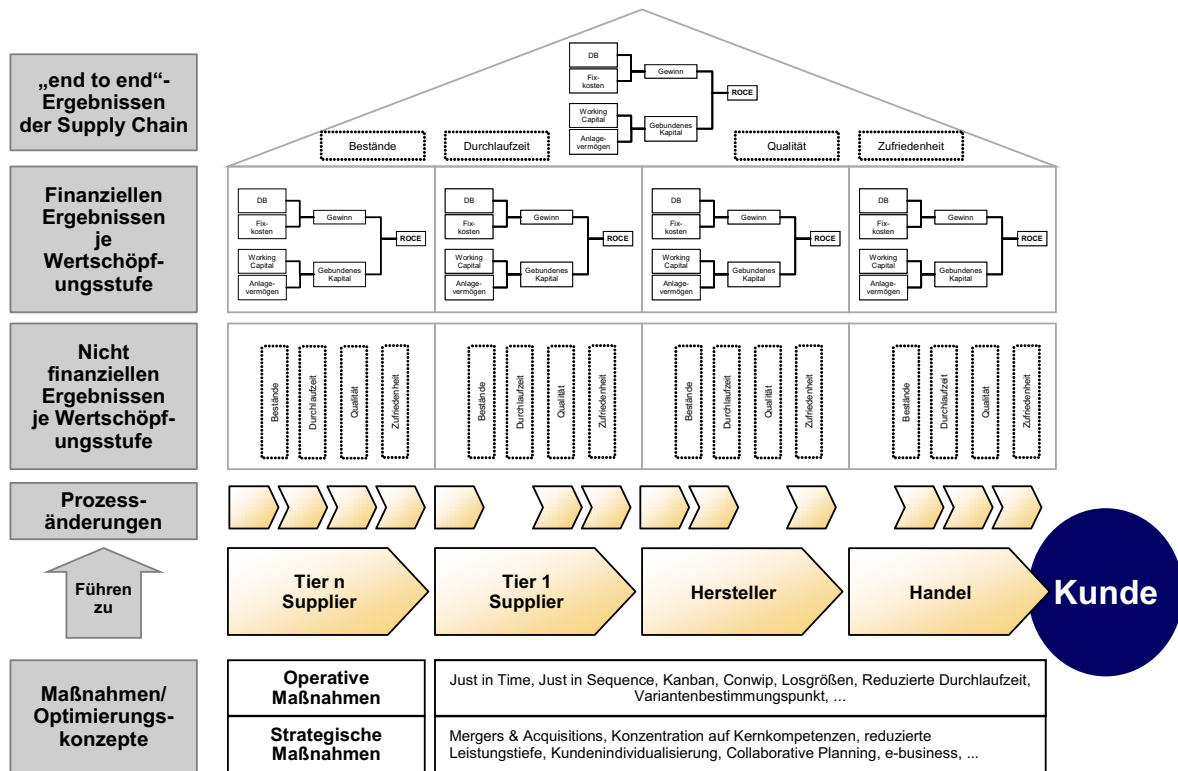 „end to end“-
Ergebnissen
der Supply Chain
DB
Fix-
kosten
Gewinn
ROCE
Working
Capital
Anlage-
vermögen
Gebundenes
Kapital
Bestände
Durchlaufzeit
Qualität
Zufriedenheit
Finanziellen
Ergebnissen
je
Wertschöpf-
ungsstufe
DB
Fix-
kosten
Gewinn
ROCE
Working
Capital
Anlage-
vermögen
Gebundenes
Kapital
DB
Fix-
kosten
Gewinn
ROCE
Working
Capital
Anlage-
vermögen
Gebundenes
Kapital
DB
Fix-
kosten
Gewinn
ROCE
Working
Capital
Anlage-
vermögen
Gebundenes
Kapital
DB
Fix-
kosten
Gewinn
ROCE
Working
Capital
Anlage-
vermögen
Gebundenes
Kapital
Nicht
finanziellen
Ergebnissen
je Wertschöpf-
ungsstufe
Bestände
Durchlaufzeit
Qualität
Zufriedenheit
Bestände
Durchlaufzeit
Qualität
Zufriedenheit
Bestände
Durchlaufzeit
Qualität
Zufriedenheit
Bestände
Durchlaufzeit
Qualität
Zufriedenheit
Prozess-
änderungen
Führen
zu
Tier n
Supplier
Tier 1
Supplier
Hersteller
Handel
Kunde
Maßnahmen/
Optimierungs-
konzepte
Operative
Maßnahmen
Just in Time, Just in Sequence, Kanban, Conwip, Losgrößen, Reduzierte Durchlaufzeit,
Variantenbestimmungspunkt, ...
Strategische
Maßnahmen
Mergers & Acquisitions, Konzentration auf Kernkompetenzen, reduzierte
Leistungstiefe, Kundenindividualisierung, Collaborative Planning, e-business, ...